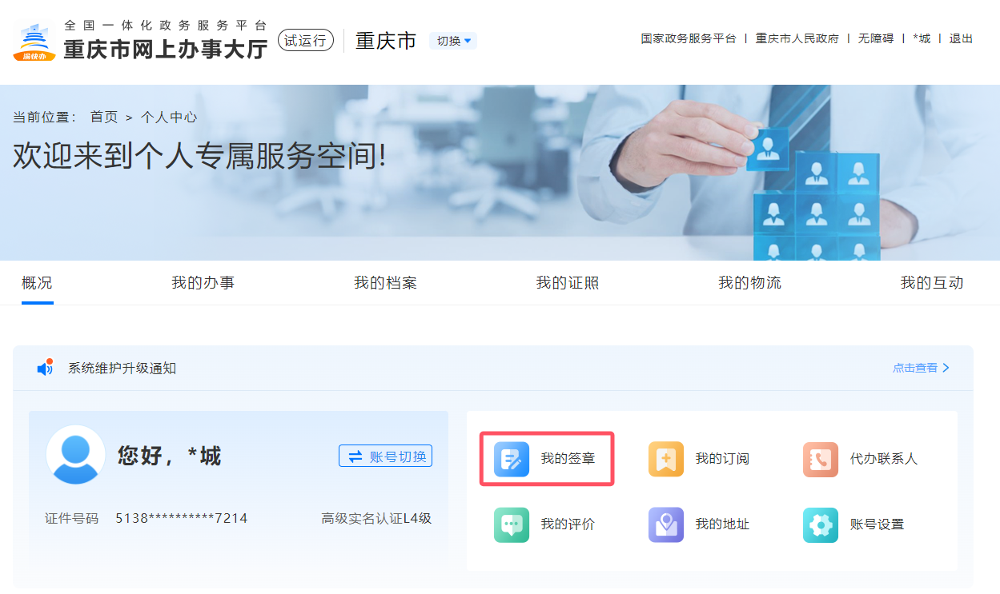 全国一体化政务服务平台
重庆市网上办事大厅
渝快办
试运行
重庆市
切换
国家政务服务平台 | 重庆市人民政府 | 无障碍 | *城 | 退出
当前位置： 首页 > 个人中心
欢迎来到个人专属服务空间!
概况 我的办事 我的档案 我的证照 我的物流 我的互动
系统维护升级通知 点击查看
您好，*城 账号切换
证件号码 5138**********7214 高级实名认证L4级
我的签章 我的订阅 代办联系人
我的评价 我的地址 账号设置